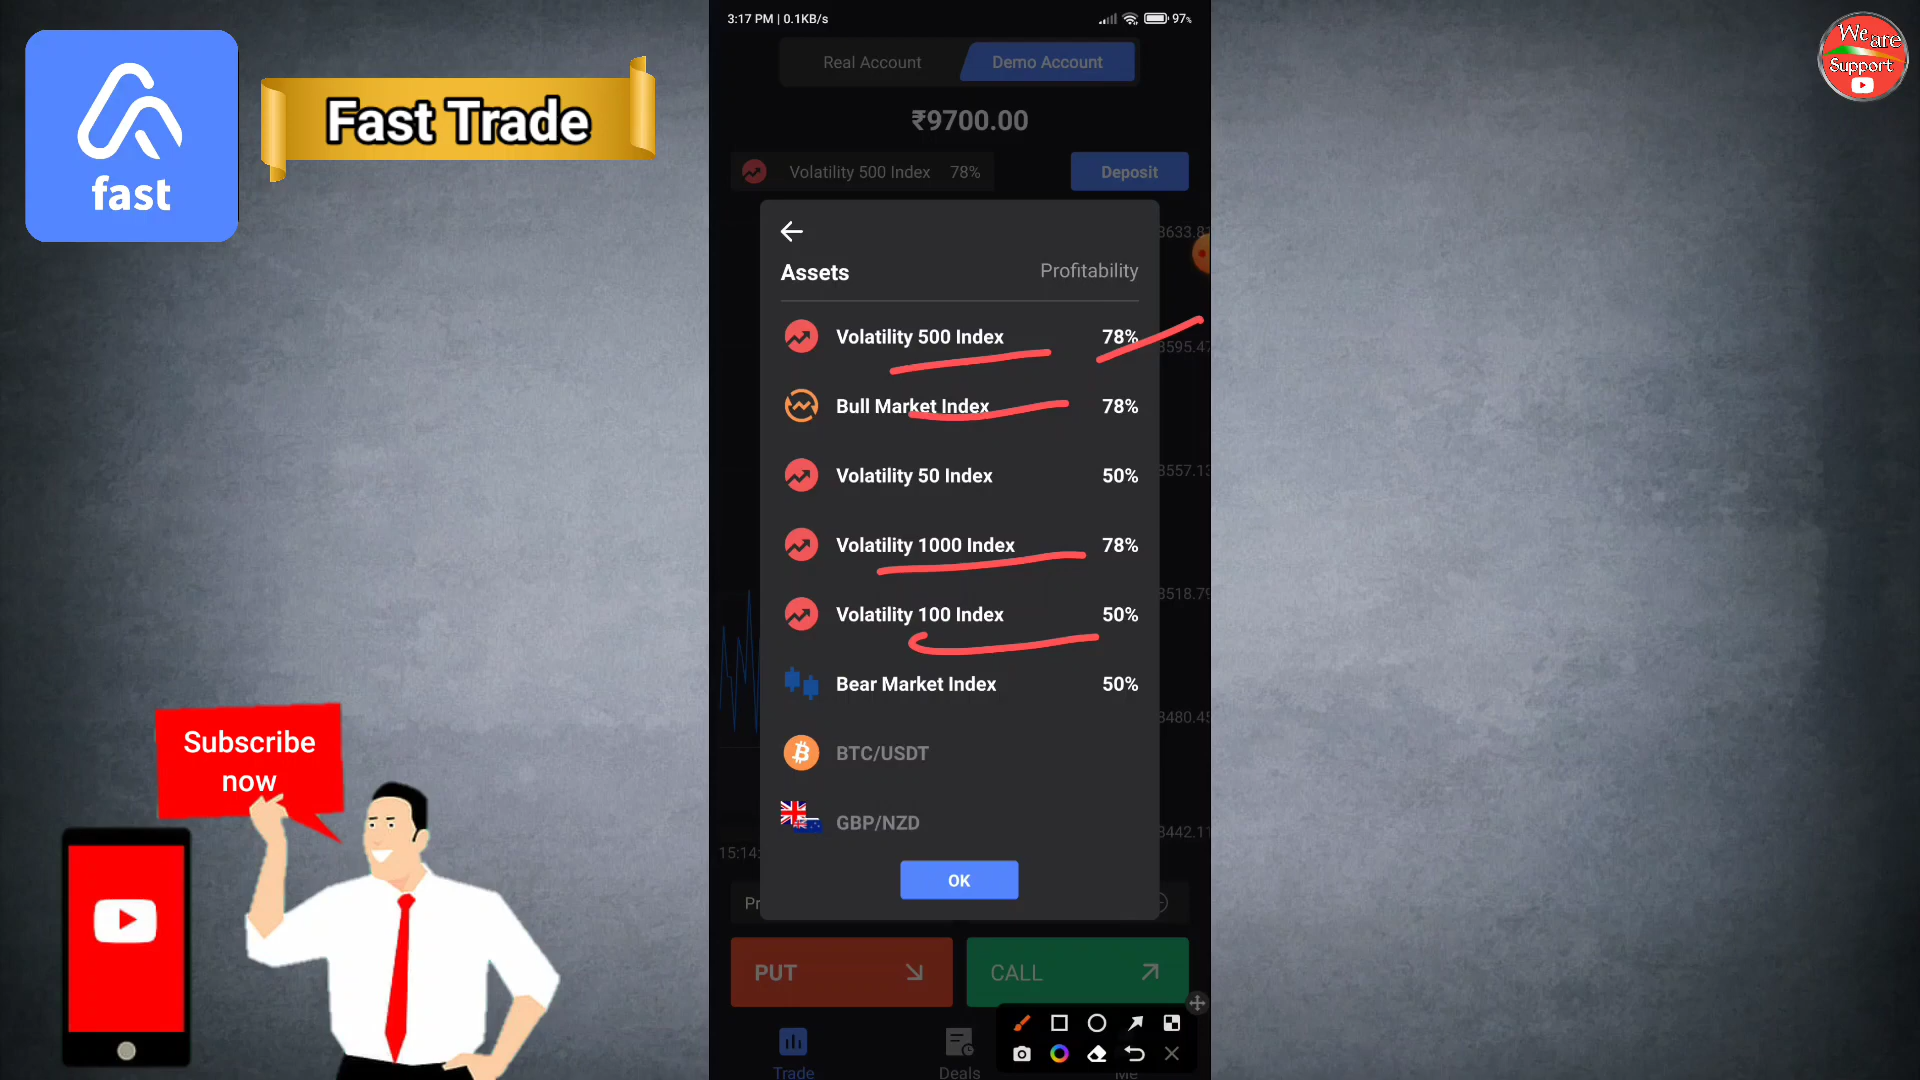 3:17 PM | 0.1KB/s
97%
We are
Support
Real Account
Demo Account
fast
Fast Trade
₹9700.00
Volatility 500 Index 78%
Deposit
Assets
Profitability
Volatility 500 Index 78%
Bull Market Index 78%
Volatility 50 Index 50%
Volatility 1000 Index 78%
Volatility 100 Index 50%
Bear Market Index 50%
BTC/USDT
GBP/NZD
OK
Subscribe
now
PUT
CALL
Trade
Deals
Me